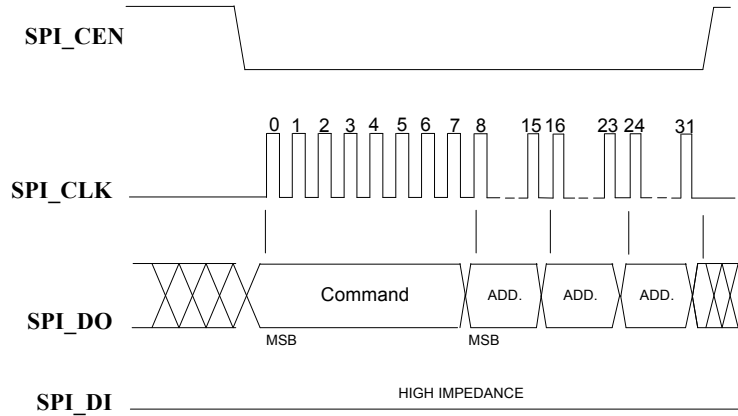 SPI_CEN
0 1 2 3 4 5 6 7 8 15 16 23 24 31
SPI_CLK
Command ADD. ADD. ADD.
SPI_DO
MSB MSB
HIGH IMPEDANCE
SPI_DI